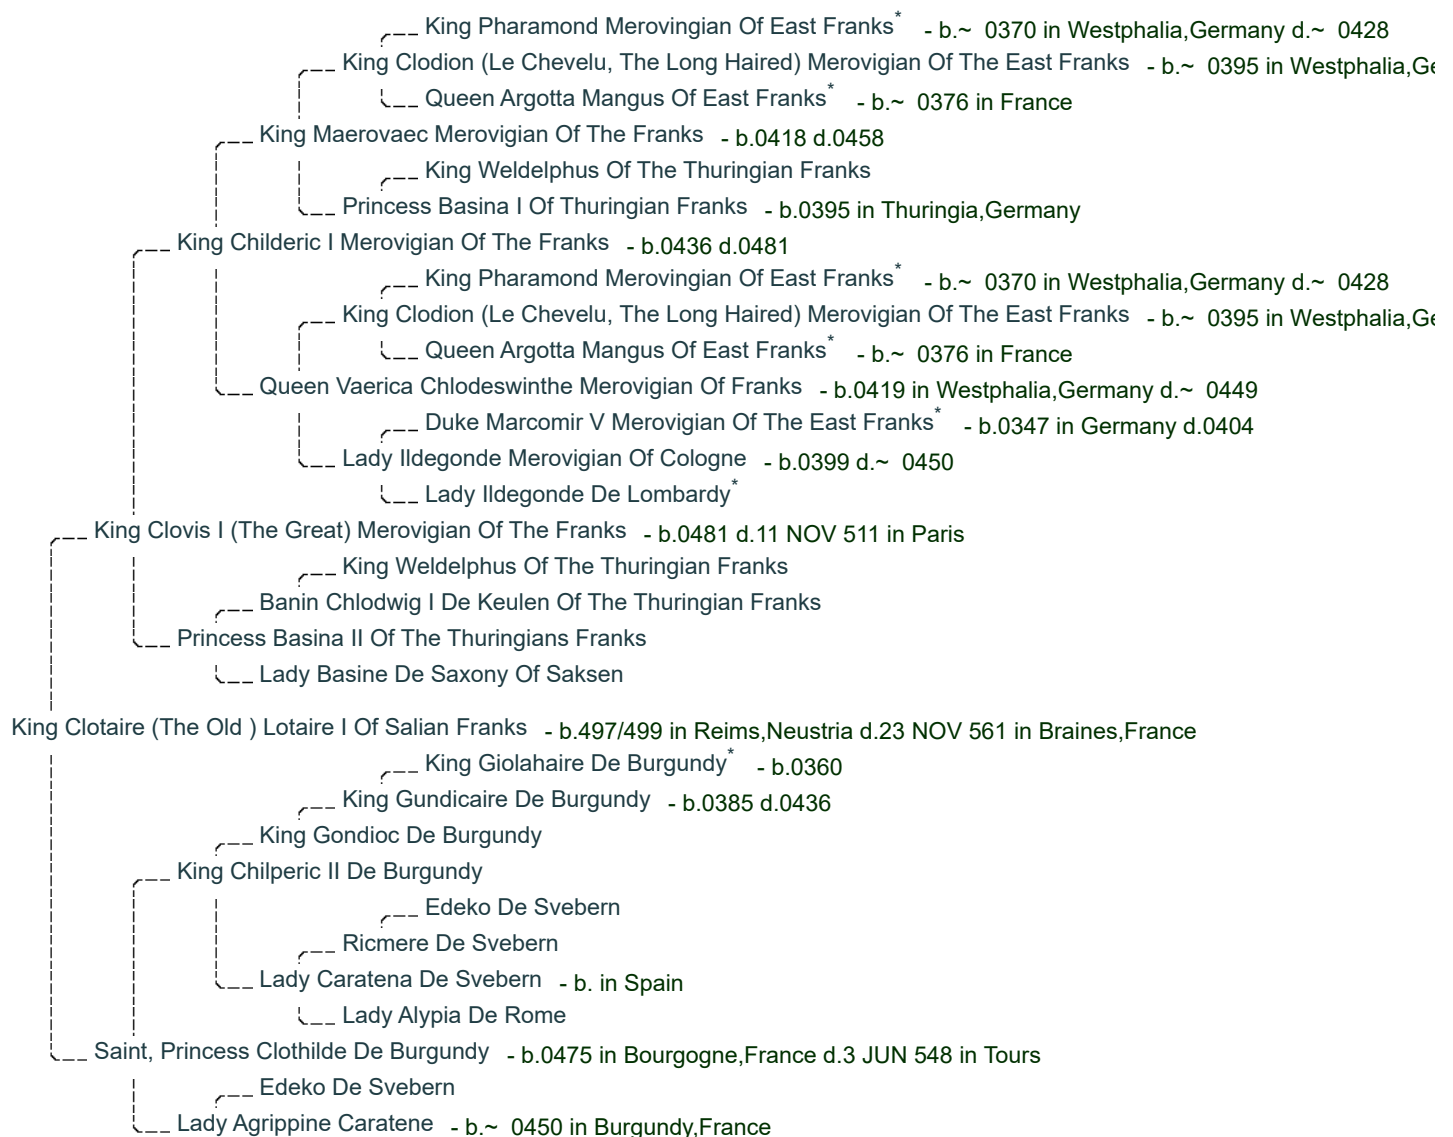 King Pharamond Merovingian Of East Franks* - b.~ 0370 in Westphalia,Germany d.~ 0428
King Clodion (Le Chevelu, The Long Haired) Merovigian Of The East Franks - b.~ 0395 in Westphalia,Ge
Queen Argotta Mangus Of East Franks* - b.~ 0376 in France
King Maerovaec Merovigian Of The Franks - b.0418 d.0458
King Weldelphus Of The Thuringian Franks
Princess Basina I Of Thuringian Franks - b.0395 in Thuringia,Germany
King Childeric I Merovigian Of The Franks - b.0436 d.0481
King Pharamond Merovingian Of East Franks* - b.~ 0370 in Westphalia,Germany d.~ 0428
King Clodion (Le Chevelu, The Long Haired) Merovigian Of The East Franks - b.~ 0395 in Westphalia,Ge
Queen Argotta Mangus Of East Franks* - b.~ 0376 in France
Queen Vaerica Chlodeswinthe Merovigian Of Franks - b.0419 in Westphalia,Germany d.~ 0449
Duke Marcomir V Merovigian Of The East Franks* - b.0347 in Germany d.0404
Lady Ildegonde Merovigian Of Cologne - b.0399 d.~ 0450
Lady Ildegonde De Lombardy*
King Clovis I (The Great) Merovigian Of The Franks - b.0481 d.11 NOV 511 in Paris
King Weldelphus Of The Thuringian Franks
Banin Chlodwig I De Keulen Of The Thuringian Franks
Princess Basina II Of The Thuringians Franks
Lady Basine De Saxony Of Saksen
King Clotaire (The Old ) Lotaire I Of Salian Franks - b.497/499 in Reims,Neustria d.23 NOV 561 in Braines,France
King Giolahaire De Burgundy* - b.0360
King Gundicaire De Burgundy - b.0385 d.0436
King Gondioc De Burgundy
King Chilperic II De Burgundy
Edeko De Svebern
Ricmere De Svebern
Lady Caratena De Svebern - b. in Spain
Lady Alypia De Rome
Saint, Princess Clothilde De Burgundy - b.0475 in Bourgogne,France d.3 JUN 548 in Tours
Edeko De Svebern
Lady Agrippine Caratene - b.~ 0450 in Burgundy,France